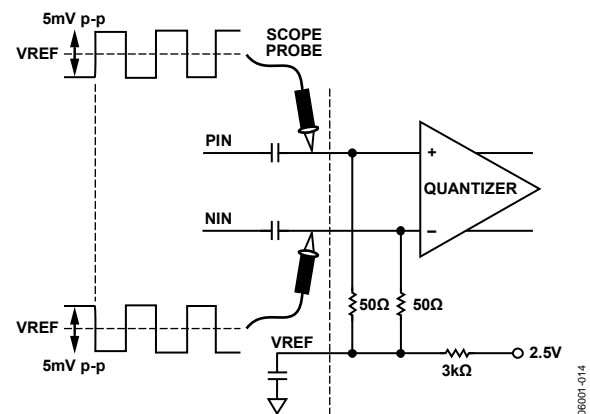 5mV p-p
VREF
SCOPE
PROBE
PIN
+
QUANTIZER
NIN
–
50Ω
50Ω
VREF
5mV p-p
VREF
2.5V
3kΩ
06001-014